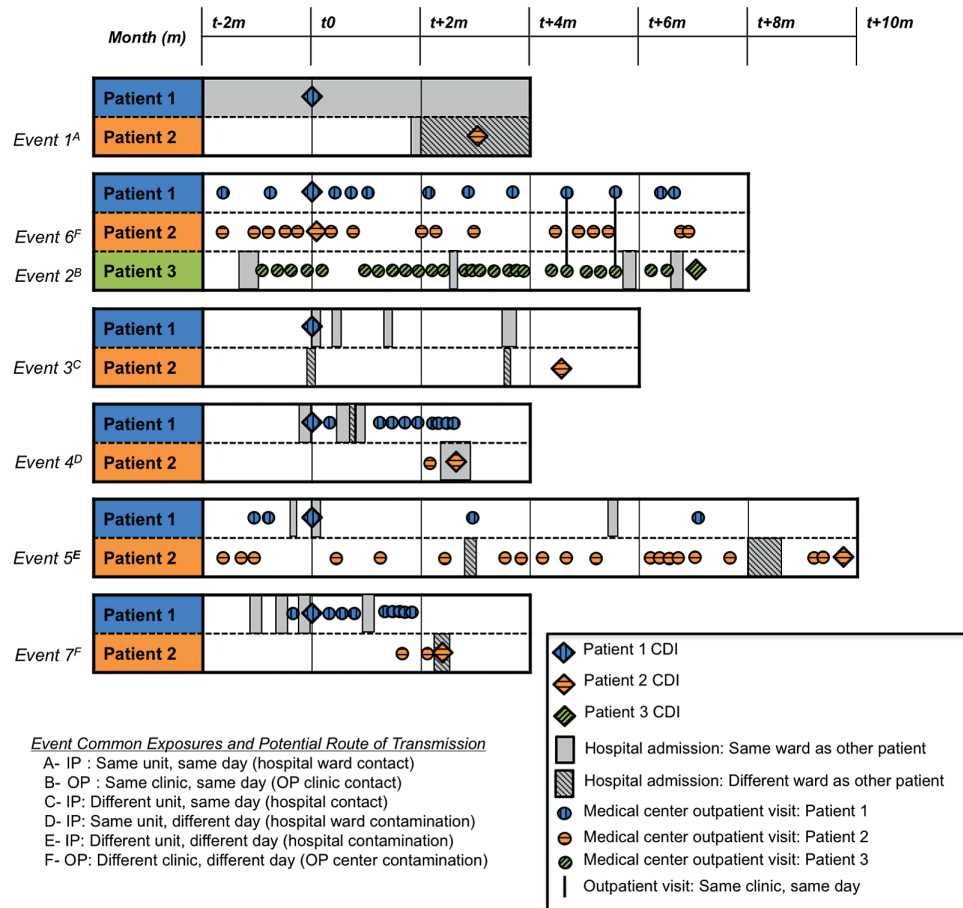 Month (m) t-2m t0 t+2m t+4m t+6m t+8m t+10m
Patient 1
Event 1A Patient 2
Patient 1
Event 6F Patient 2
Event 2B Patient 3
Patient 1
Event 3C Patient 2
Patient 1
Event 4D Patient 2
Patient 1
Event 5E Patient 2
Patient 1
Event 7F Patient 2
Event Common Exposures and Potential Route of Transmission
A- IP : Same unit, same day (hospital ward contact)
B- OP : Same clinic, same day (OP clinic contact)
C- IP: Different unit, same day (hospital contact)
D- IP: Same unit, different day (hospital ward contamination)
E- IP: Different unit, different day (hospital contamination)
F- OP: Different clinic, different day (OP center contamination)
Patient 1 CDI
Patient 2 CDI
Patient 3 CDI
Hospital admission: Same ward as other patient
Hospital admission: Different ward as other patient
Medical center outpatient visit: Patient 1
Medical center outpatient visit: Patient 2
Medical center outpatient visit: Patient 3
Outpatient visit: Same clinic, same day